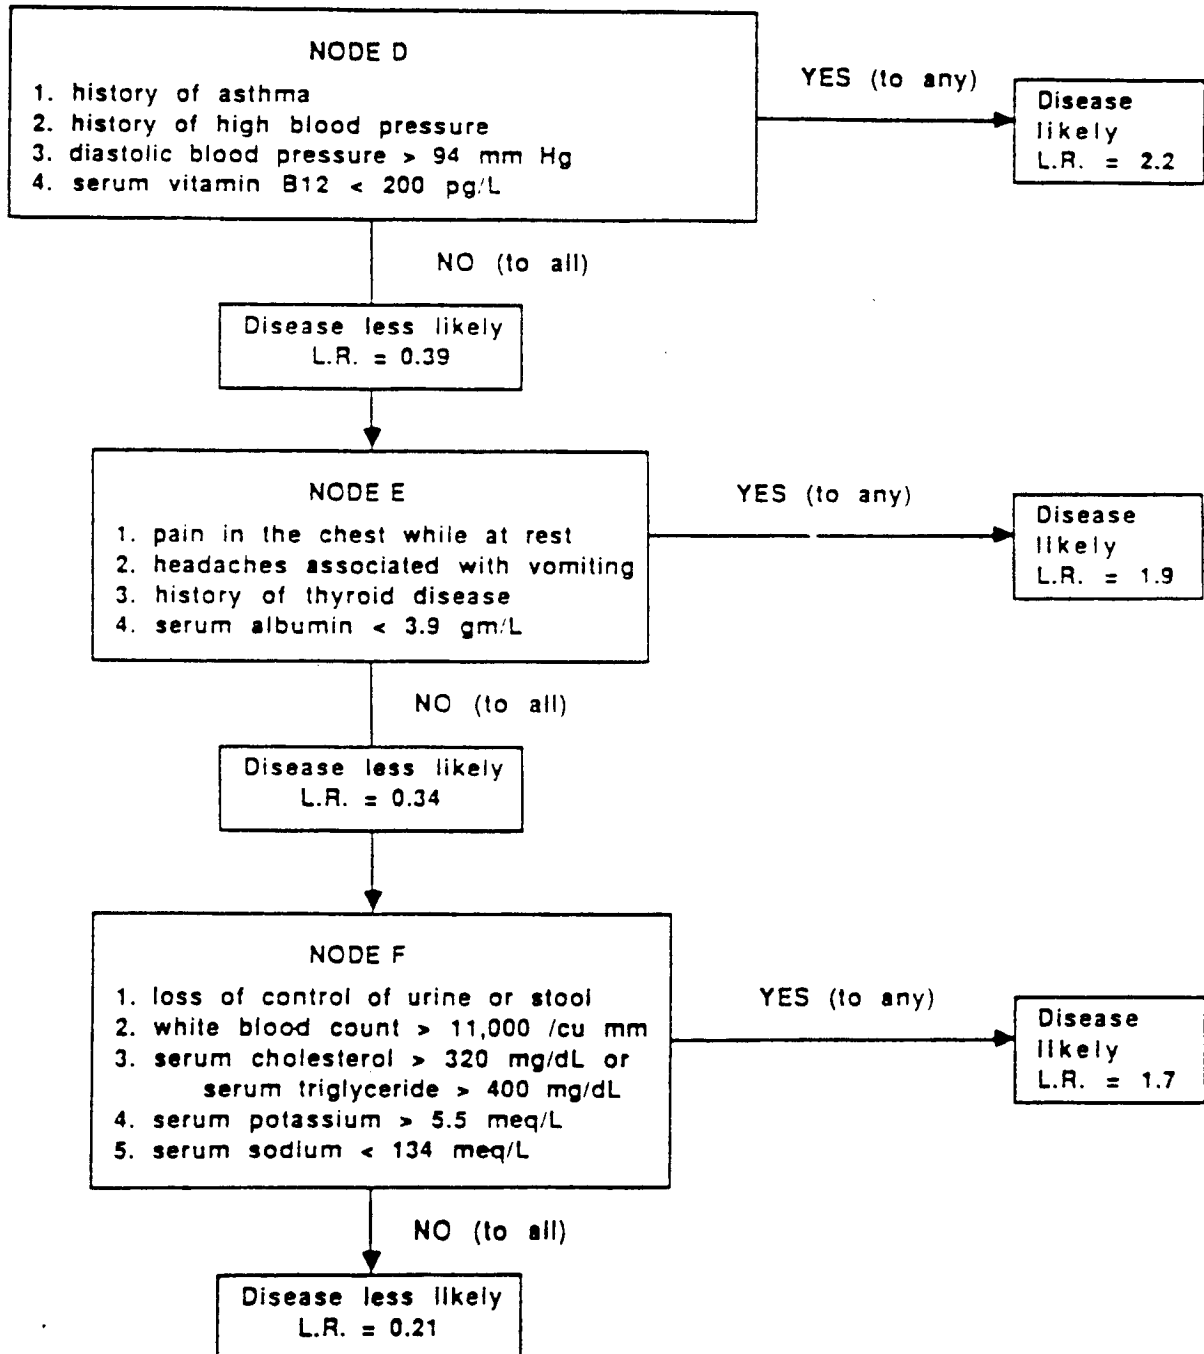 NODE D
1. history of asthma
2. history of high blood pressure
3. diastolic blood pressure > 94 mm Hg
4. serum vitamin B12 < 200 pg/L
YES (to any)
Disease
likely
L.R. = 2.2
NO (to all)
Disease less likely
L.R. = 0.39
NODE E
1. pain in the chest while at rest
2. headaches associated with vomiting
3. history of thyroid disease
4. serum albumin < 3.9 gm/L
YES (to any)
Disease
likely
L.R. = 1.9
NO (to all)
Disease less likely
L.R. = 0.34
NODE F
1. loss of control of urine or stool
2. white blood count > 11,000 /cu mm
3. serum cholesterol > 320 mg/dL or
serum triglyceride > 400 mg/dL
4. serum potassium > 5.5 meq/L
5. serum sodium < 134 meq/L
YES (to any)
Disease
likely
L.R. = 1.7
NO (to all)
Disease less likely
L.R. = 0.21